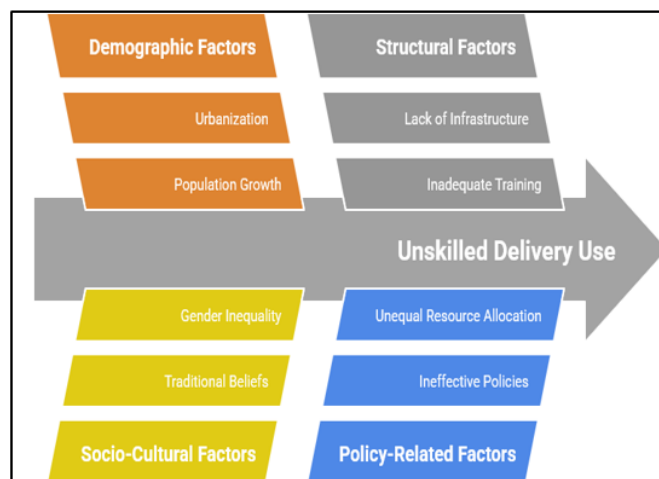 Demographic Factors
Structural Factors
Urbanization
Lack of Infrastructure
Population Growth
Inadequate Training
Unskilled Delivery Use
Gender Inequality
Unequal Resource Allocation
Traditional Beliefs
Ineffective Policies
Socio-Cultural Factors
Policy-Related Factors